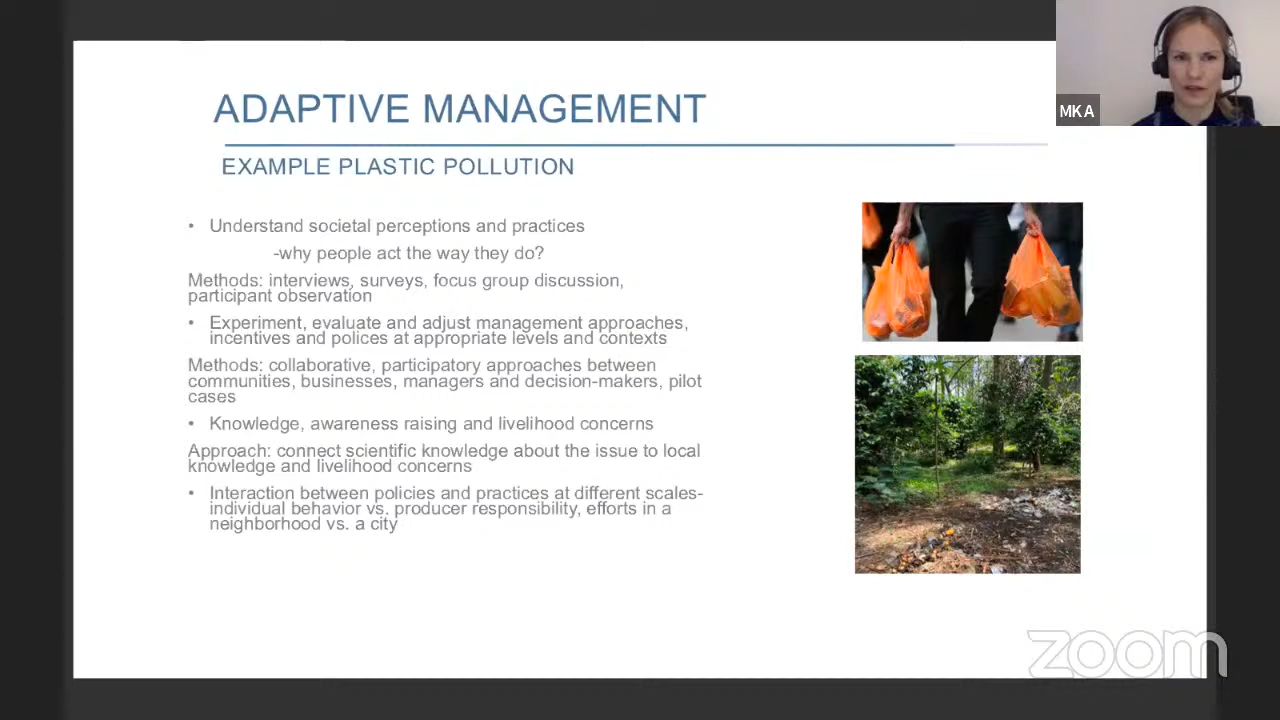 ADAPTIVE MANAGEMENT
EXAMPLE PLASTIC POLLUTION
• Understand societal perceptions and practices
-why people act the way they do?
Methods: interviews, surveys, focus group discussion,
participant observation
• Experiment, evaluate and adjust management approaches,
incentives and polices at appropriate levels and contexts
Methods: collaborative, participatory approaches between
communities, businesses, managers and decision-makers, pilot
cases
• Knowledge, awareness raising and livelihood concerns
Approach: connect scientific knowledge about the issue to local
knowledge and livelihood concerns
• Interaction between policies and practices at different scales-
individual behavior vs. producer responsibility, efforts in a
neighborhood vs. a city
MKA
zoom